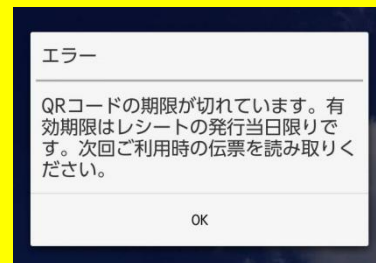 エラー
QRコードの期限が切れています。有
効期限はレシートの発行当日限りで
す。次回ご利用時の伝票を読み取りく
ださい。
OK